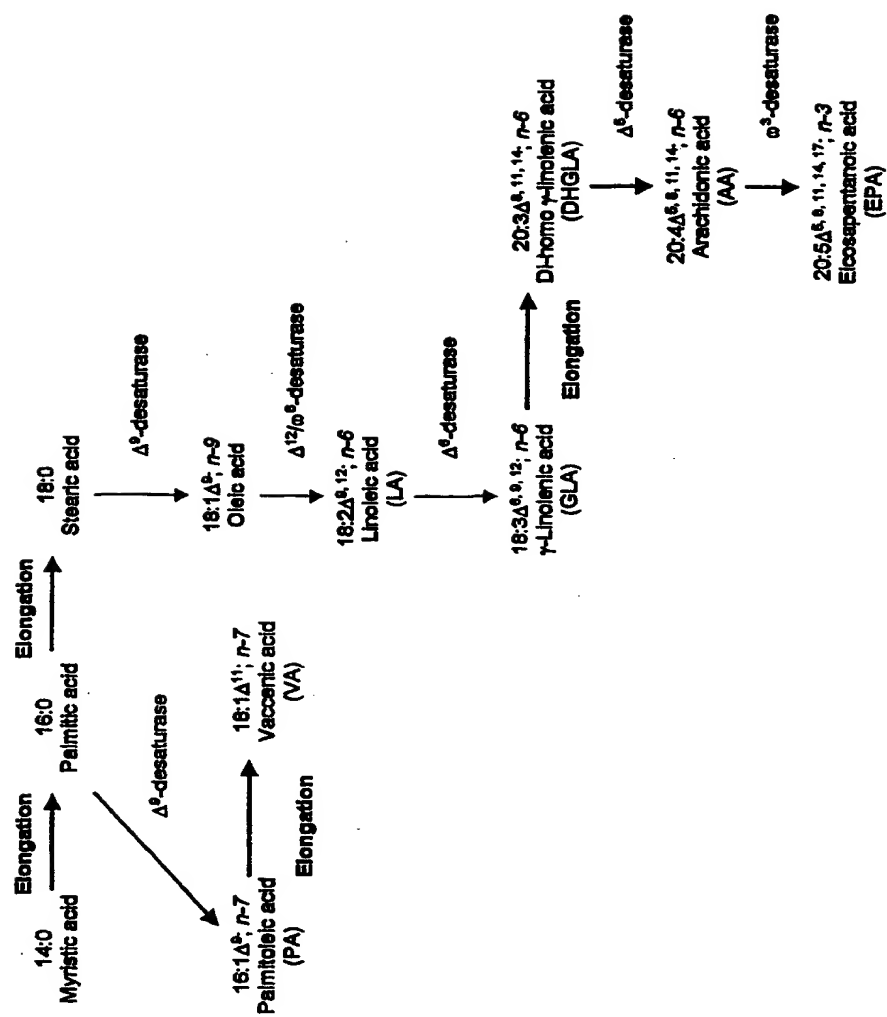 14:0
Myristic acid
Elongation
16:0
Palmitic acid
Elongation
18:0
Stearic acid
Δ⁹-desaturase
Δ⁹-desaturase
16:1Δ⁹; n-7
Palmitoleic acid
(PA)
Elongation
18:1Δ¹¹; n-7
Vaccenic acid
(VA)
18:1Δ⁹; n-9
Oleic acid
Δ¹²/ω⁶-desaturase
18:2Δ⁹, ¹²; n-6
Linoleic acid
(LA)
Δ⁶-desaturase
18:3Δ⁶, ⁹, ¹²; n-6
γ-Linolenic acid
(GLA)
Elongation
20:3Δ⁸, ¹¹, ¹⁴; n-6
Di-homo γ-linolenic acid
(DHGLA)
Δ⁵-desaturase
20:4Δ⁵, ⁸, ¹¹, ¹⁴; n-6
Arachidonic acid
(AA)
ω³-desaturase
20:5Δ⁵, ⁸, ¹¹, ¹⁴, ¹⁷; n-3
Eicosapentanoic acid
(EPA)